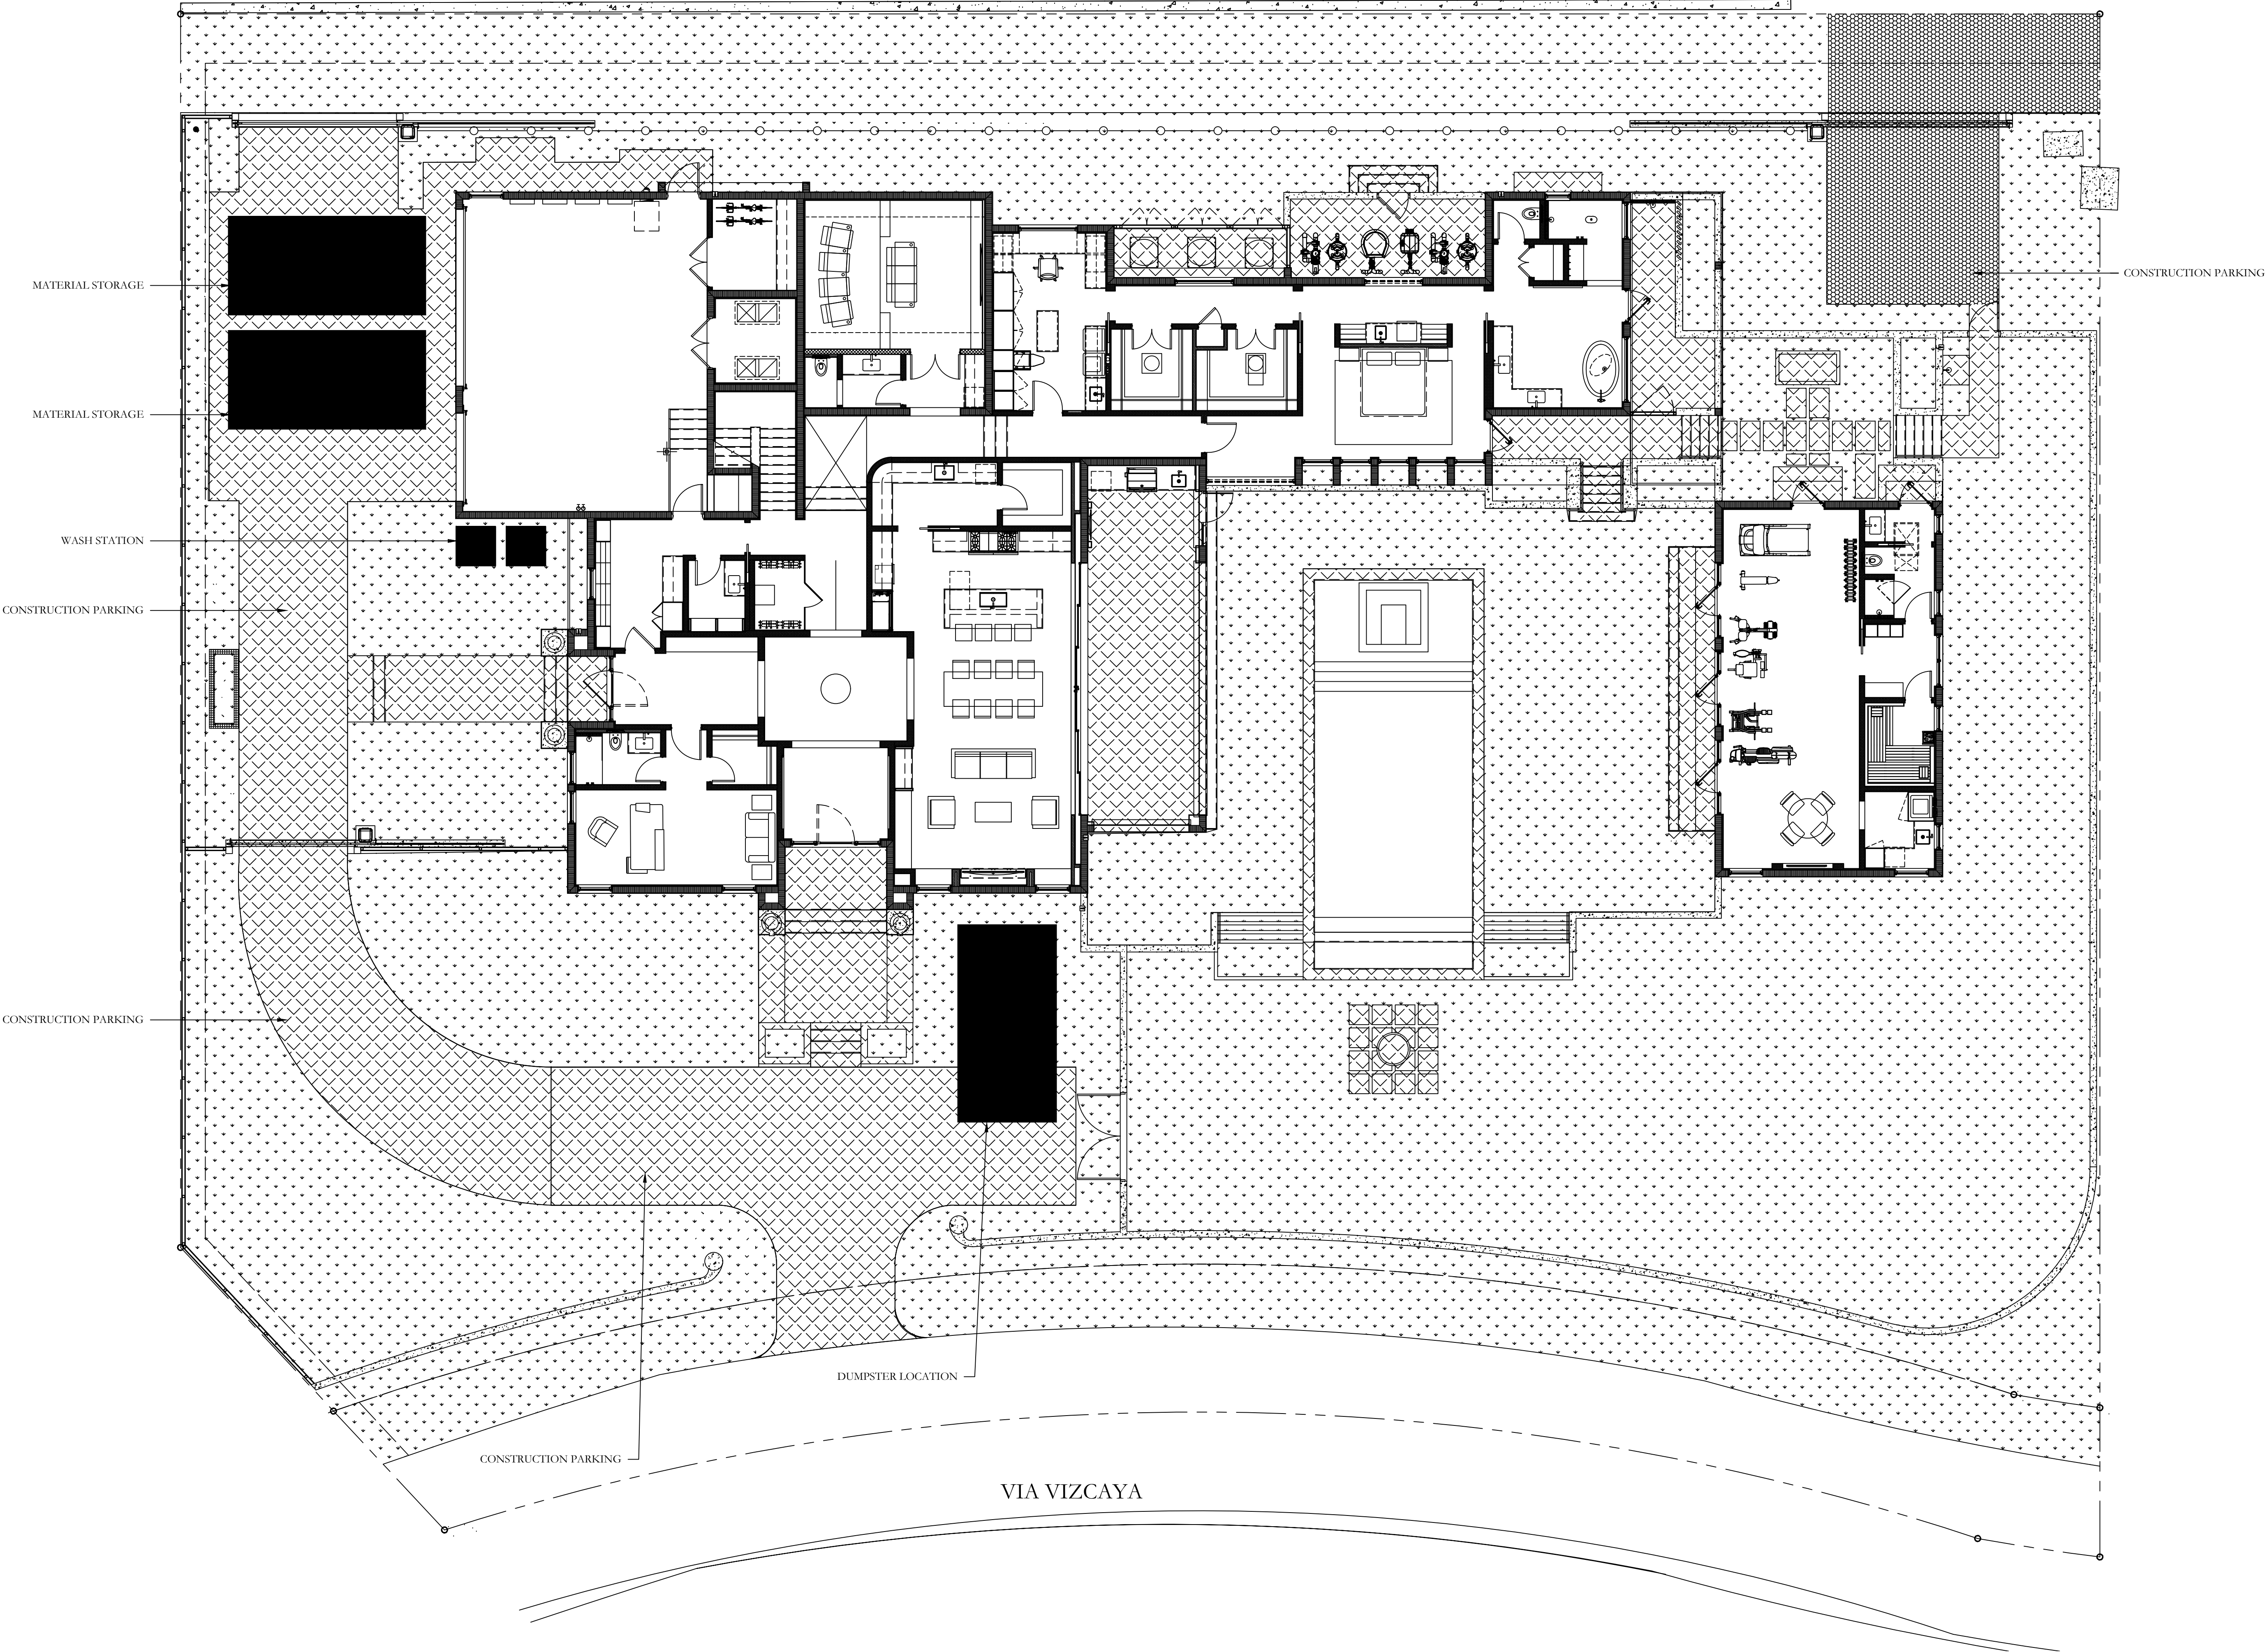 CONSTRUCTION PARKING
MATERIAL STORAGE
MATERIAL STORAGE
WASH STATION
CONSTRUCTION PARKING
CONSTRUCTION PARKING
DUMPSTER LOCATION
CONSTRUCTION PARKING
VIA VIZCAYA